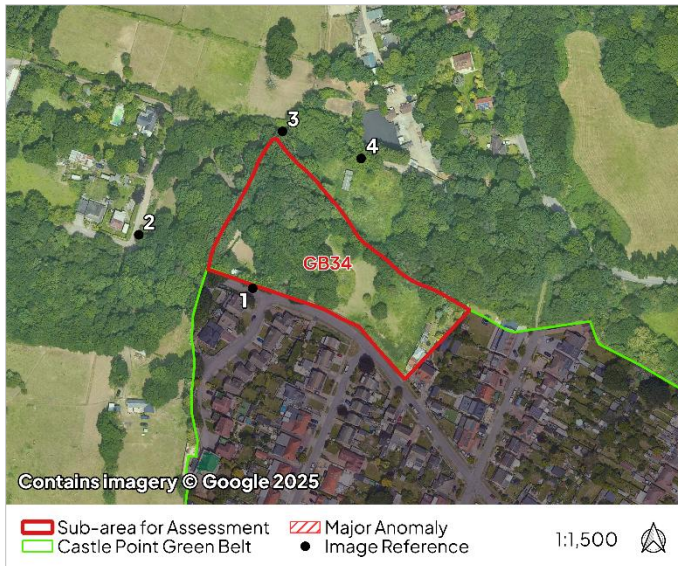 3
4
2
GB34
1
Contains imagery © Google 2025
Sub-area for Assessment
Major Anomaly
1:1,500
Castle Point Green Belt
Image Reference